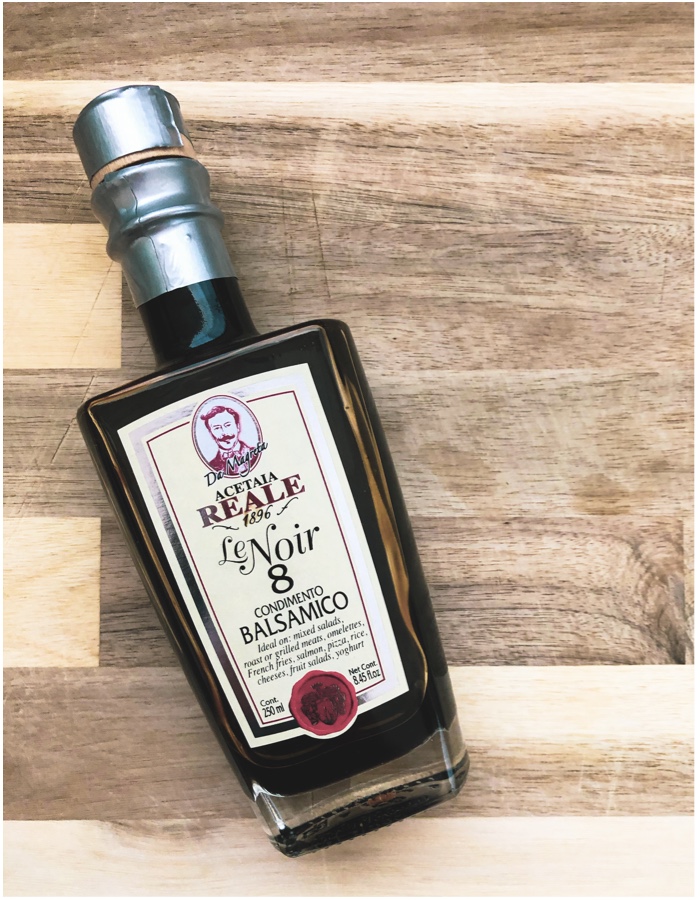 Da Magreta
ACETAIA
REALE
1896
Le Noir
8
CONDIMENTO
BALSAMICO
Ideal on: mixed salads,
roast or grilled meats, omelettes,
French fries, salmon, pizza, rice,
cheeses, fruit salads, yoghurt
Cont.
250 ml
Net Cont.
8.45 fl.oz